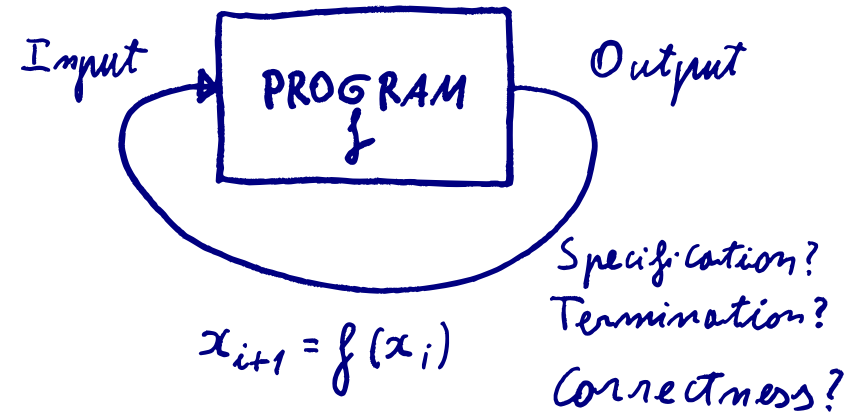 Input
PROGRAM
f
Output
Specification?
Termination?
x_{i+1} = f(x_i)
Correctness?